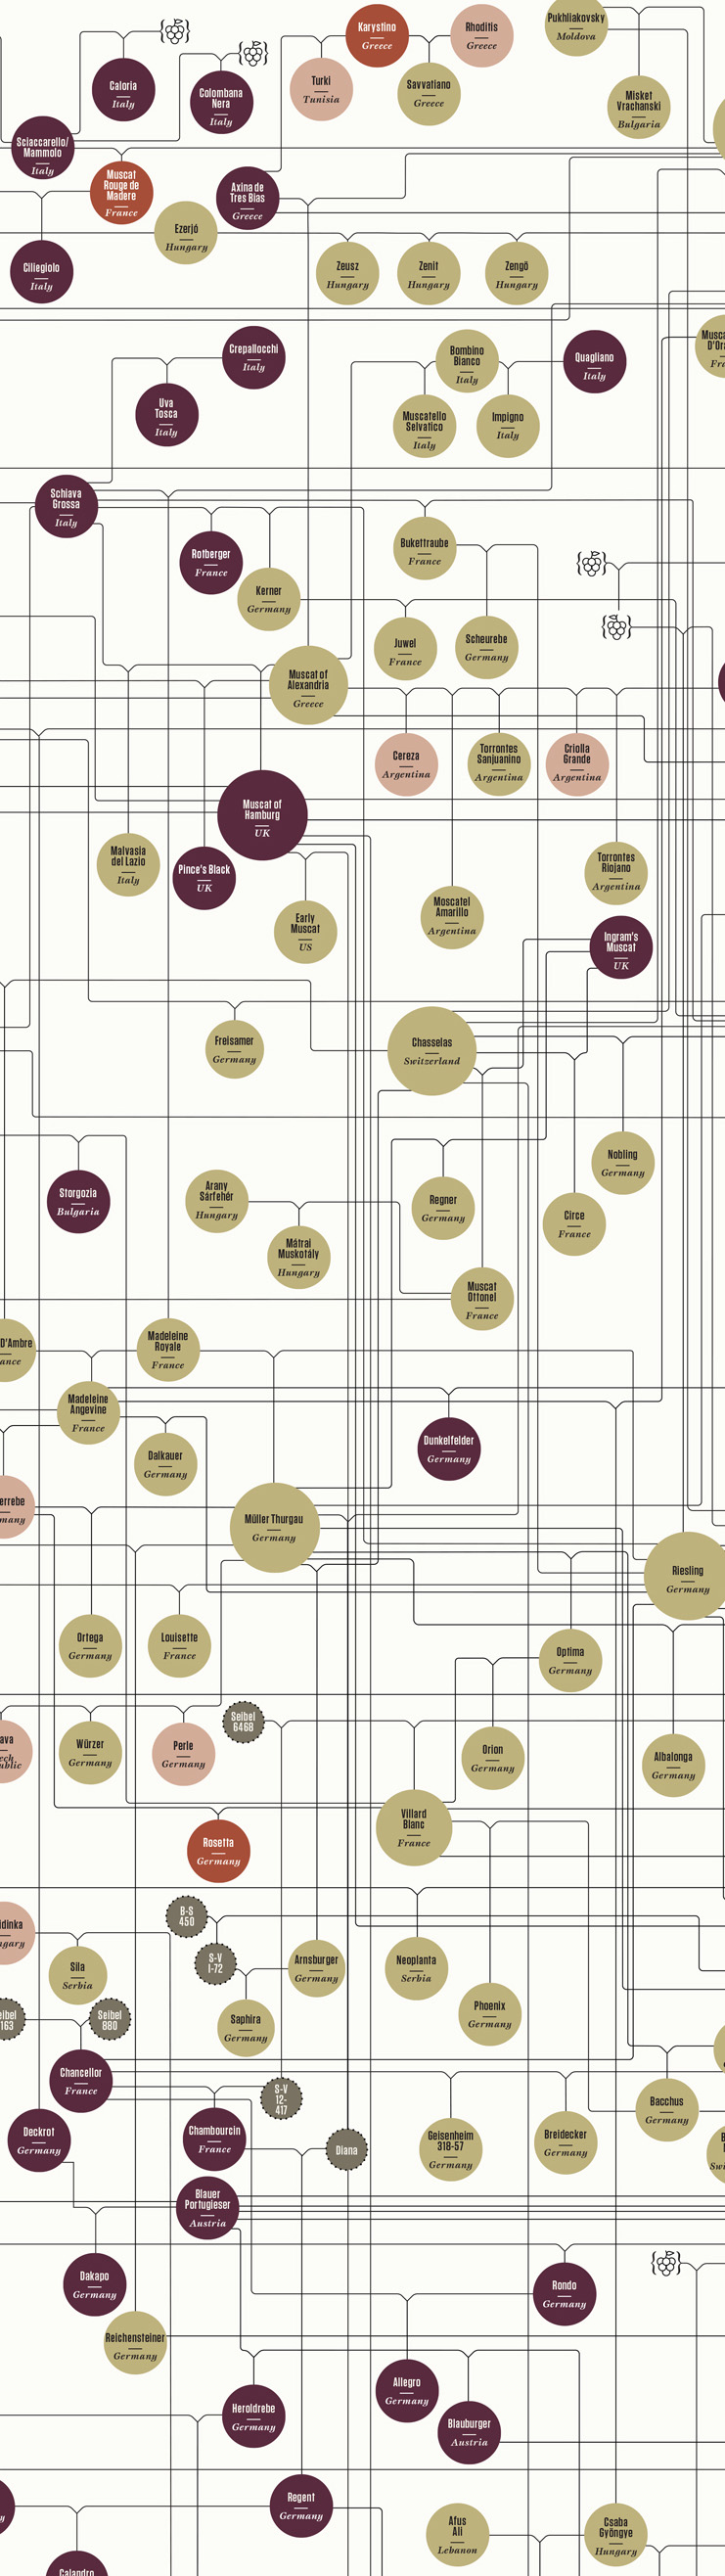 Karystino
Greece
Rhoditis
Greece
Pukhliakovsky
Moldova
Caloria
Italy
Colombana
Nera
Italy
Turki
Tunisia
Savvatiano
Greece
Misket
Vrachanski
Bulgaria
Sciaccarello/
Mammolo
Italy
Muscat
Rouge de
Madere
France
Axina de
Tres Bias
Greece
Ezerjó
Hungary
Ciliegiolo
Italy
Zeusz
Hungary
Zenit
Hungary
Zengő
Hungary
Crepallocchi
Italy
Bombino
Bianco
Italy
Quagliano
Italy
Uva
Tosca
Italy
Muscatello
Selvatico
Italy
Impigno
Italy
Schiava
Grossa
Italy
Rotberger
France
Bukettraube
France
Kerner
Germany
Juwel
France
Scheurebe
Germany
Muscat of
Alexandria
Greece
Cereza
Argentina
Torrontes
Sanjuanino
Argentina
Criolla
Grande
Argentina
Muscat of
Hamburg
UK
Malvasia
del Lazio
Italy
Pince's Black
UK
Torrontes
Riojano
Argentina
Early
Muscat
US
Moscatel
Amarillo
Argentina
Ingram's
Muscat
UK
Freisamer
Germany
Chasselas
Switzerland
Nobling
Germany
Storgozia
Bulgaria
Arany
Sárfehér
Hungary
Regner
Germany
Circe
France
Mátrai
Muskotály
Hungary
Muscat
Ottonel
France
D'Ambre
ance
Madeleine
Royale
France
Madeleine
Angevine
France
Dalkauer
Germany
Dunkelfelder
Germany
errebe
many
Müller Thurgau
Germany
Riesling
Germany
Ortega
Germany
Louisette
France
Optima
Germany
Seibel
6468
ava
ech
ublic
Würzer
Germany
Perle
Germany
Orion
Germany
Albalonga
Germany
Rosetta
Germany
Villard
Blanc
France
B-S
450
idinka
ngary
Sila
Serbia
S-V
I-72
Arnsburger
Germany
Neoplanta
Serbia
Saphira
Germany
Phoenix
Germany
eibel
163
Seibel
880
Chancellor
France
S-V
12-
417
Bacchus
Germany
Deckrot
Germany
Chambourcin
France
Diana
Geisenheim
318-57
Germany
Breidecker
Germany
Blauer
Portugieser
Austria
Dakapo
Germany
Rondo
Germany
Reichensteiner
Germany
Heroldrebe
Germany
Allegro
Germany
Blauburger
Austria
Regent
Germany
Afus
Ali
Lebanon
Csaba
Gyöngye
Hungary
Calandro